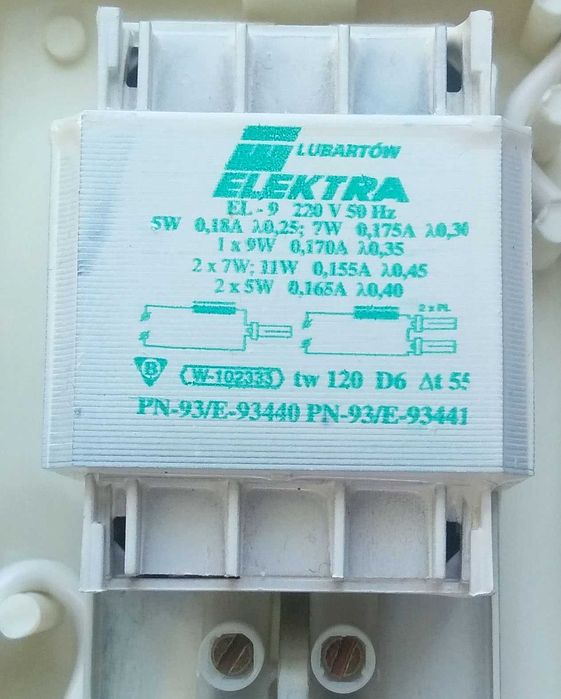 LUBARTÓW
ELEKTRA
EL - 9 220 V 50 Hz
5W 0,18A λ0,25; 7W 0,175A λ0,30
1 x 9W 0,170A λ0,35
2 x 7W; 11W 0,155A λ0,45
2 x 5W 0,165A λ0,40
2 x PL
B W-102335 tw 120 D6 Δt 55
PN-93/E-93440 PN-93/E-93441